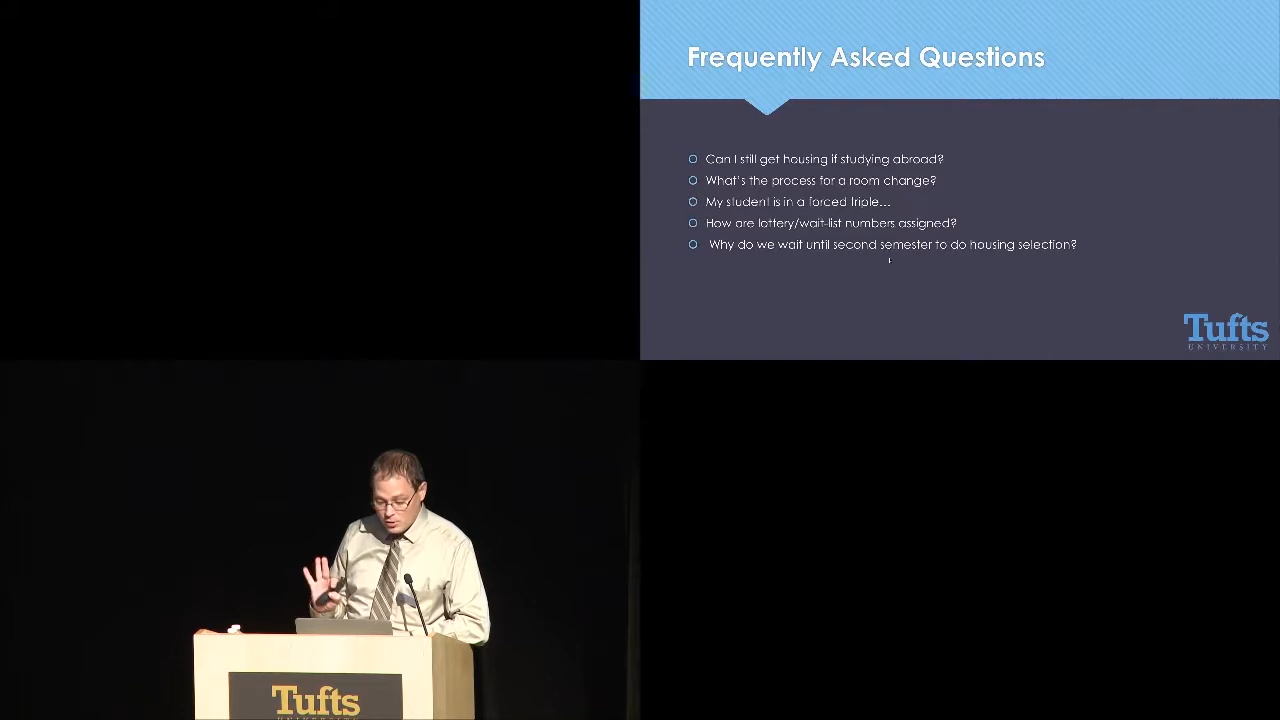 Frequently Asked Questions
Can I still get housing if studying abroad?
What's the process for a room change?
My student is in a forced triple...
How are lottery/wait-list numbers assigned?
Why do we wait until second semester to do housing selection?
Tufts
UNIVERSITY
Tufts
UNIVERSITY